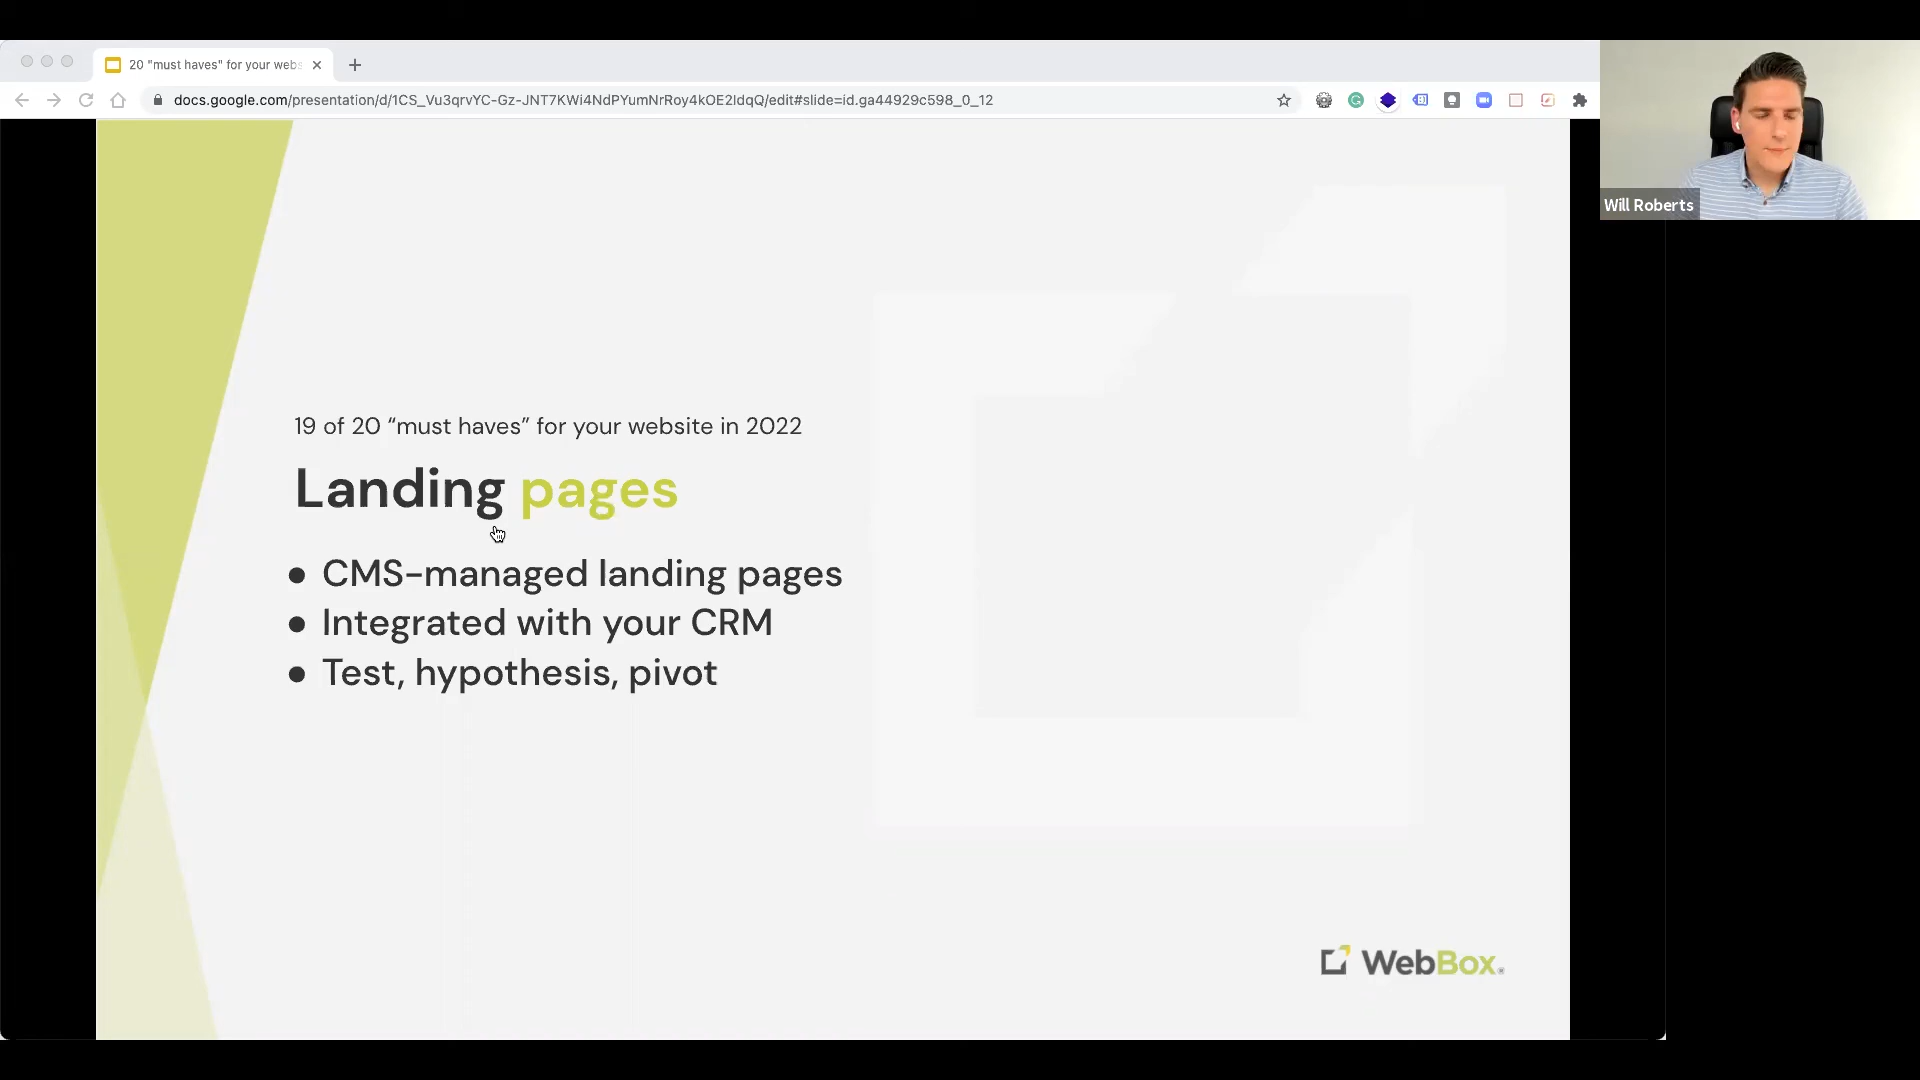 20 "must haves" for your webs
docs.google.com/presentation/d/1CS_Vu3qrvYC-Gz-JNT7KWi4NdPYumNrRoy4kOE2ldqQ/edit#slide=id.ga44929c598_0_12
Will Roberts
19 of 20 “must haves” for your website in 2022
Landing pages
● CMS-managed landing pages
● Integrated with your CRM
● Test, hypothesis, pivot
WebBox®